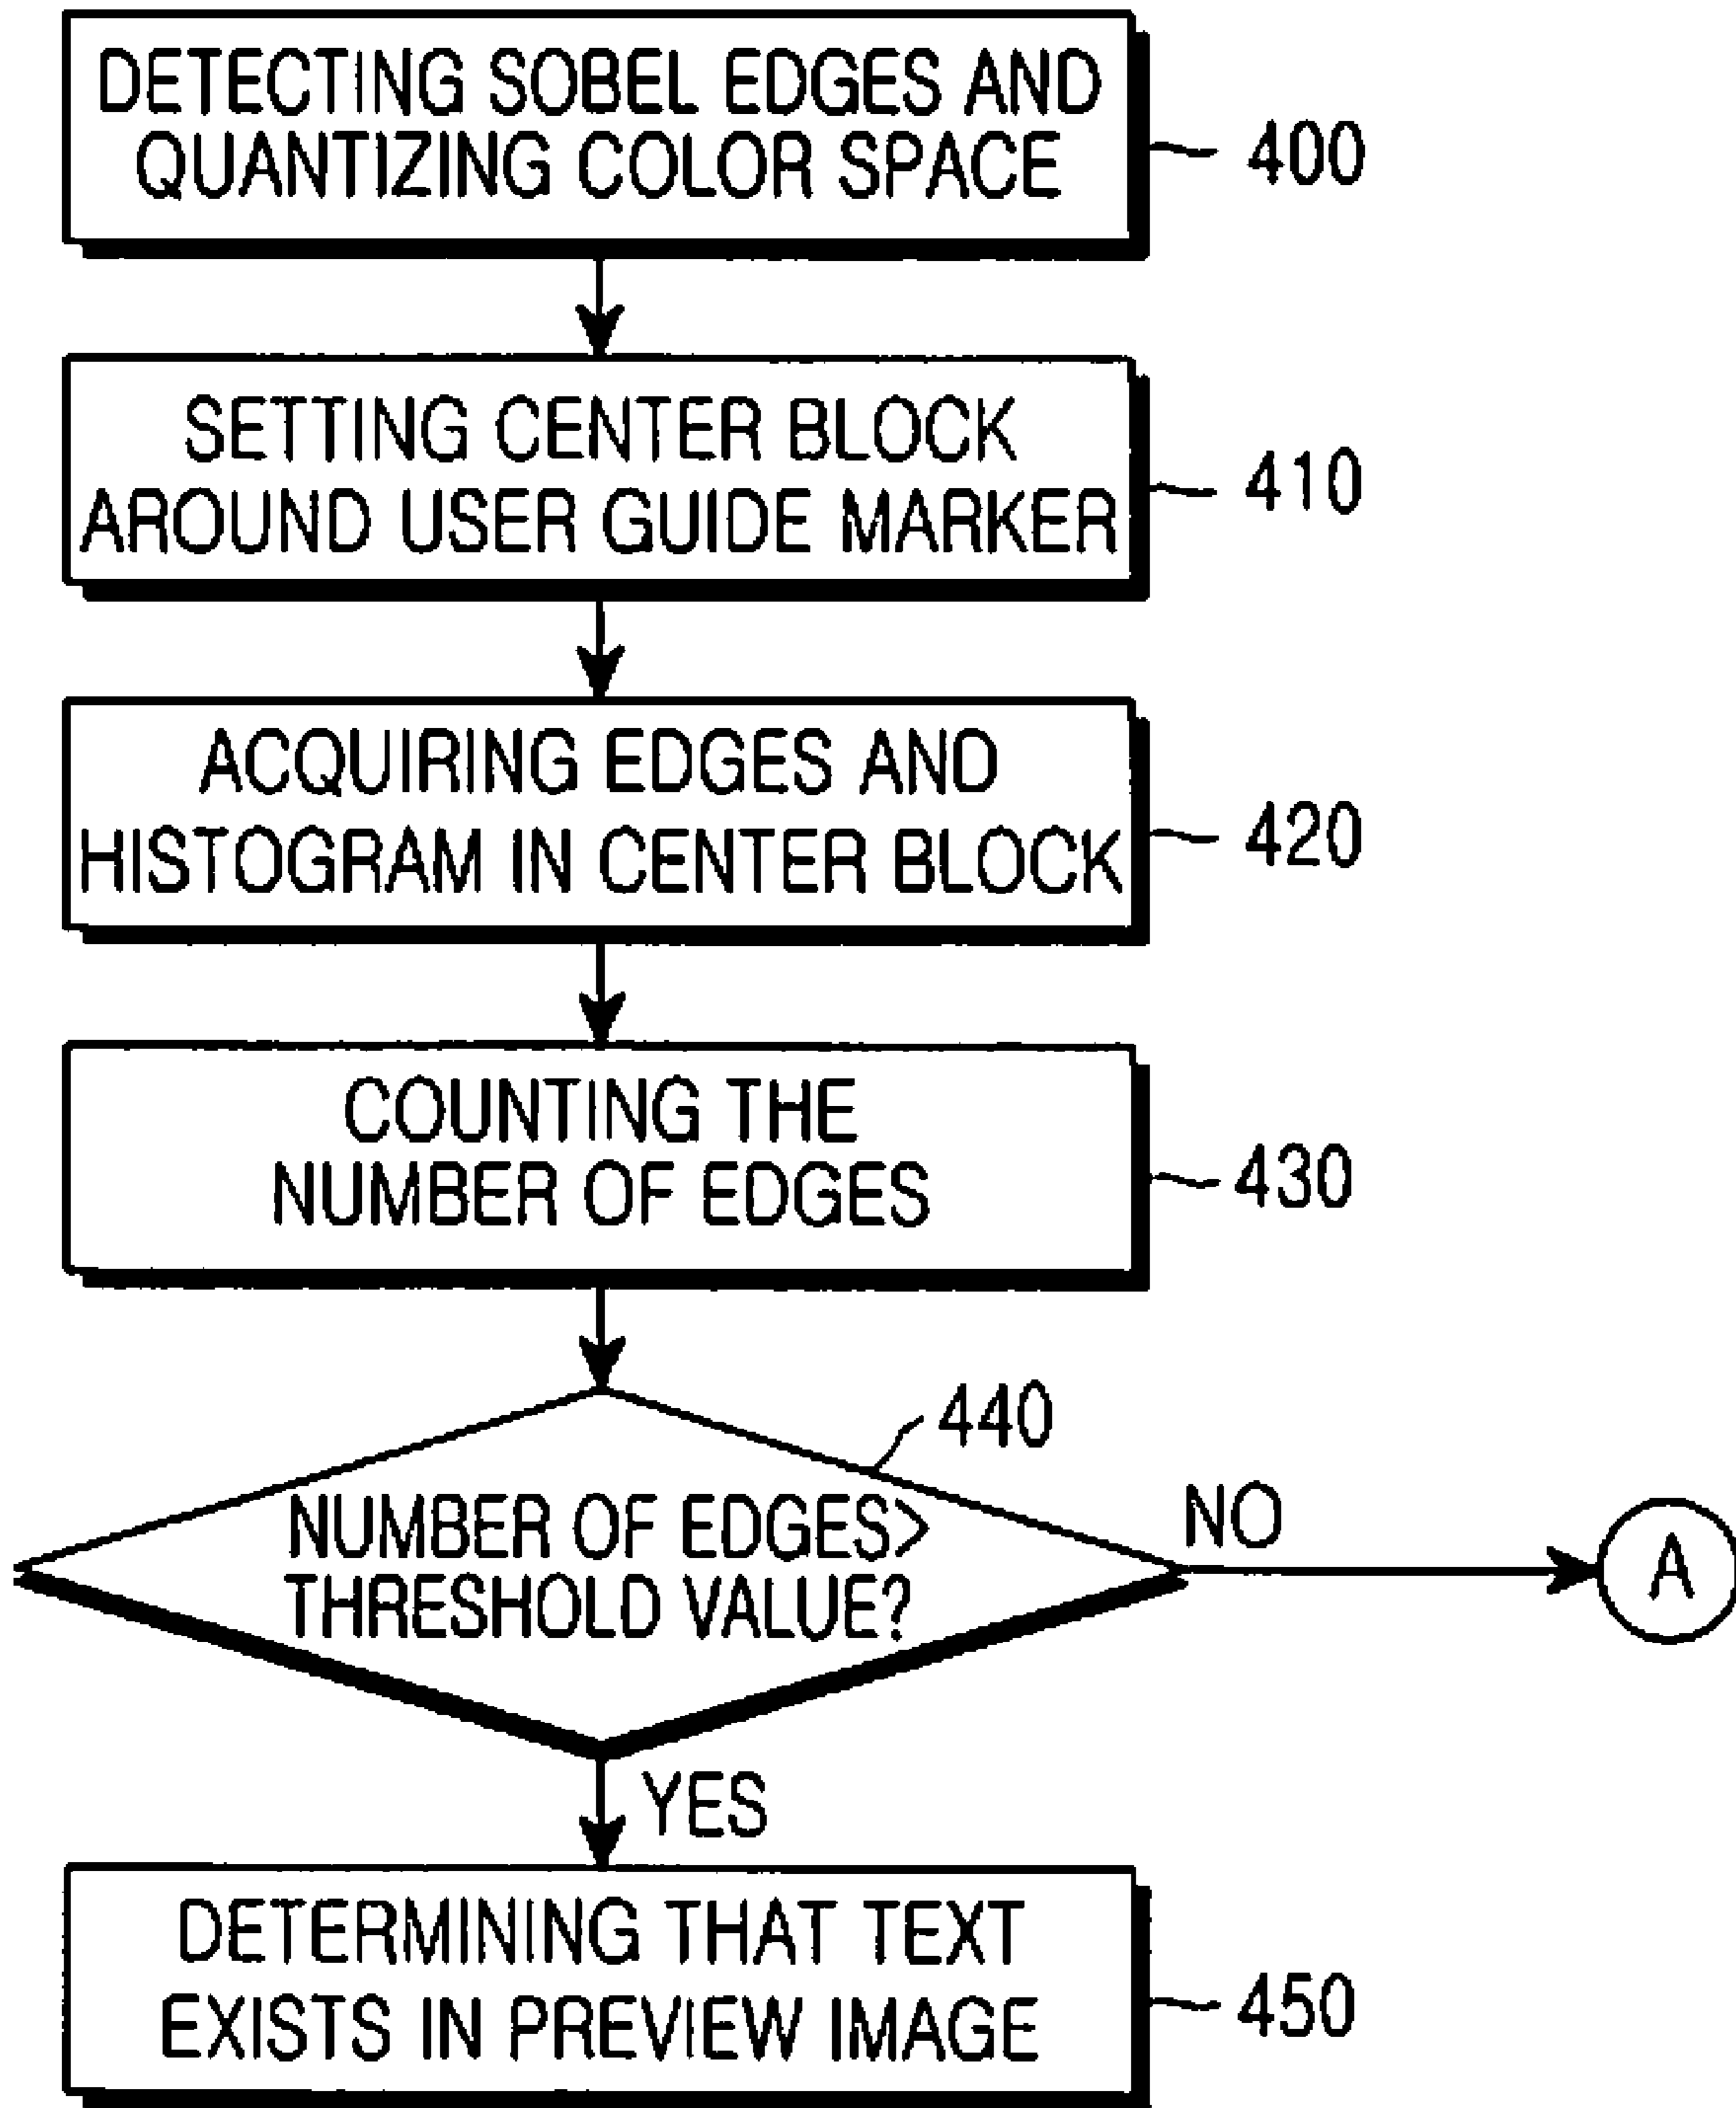 DETECTING SOBEL EDGES AND
QUANTIZING COLOR SPACE
400
SETTING CENTER BLOCK
AROUND USER GUIDE MARKER
410
ACQUIRING EDGES AND
HISTOGRAM IN CENTER BLOCK
420
COUNTING THE
NUMBER OF EDGES
430
440
NUMBER OF EDGES>
THRESHOLD VALUE?
NO
A
YES
DETERMINING THAT TEXT
EXISTS IN PREVIEW IMAGE
450